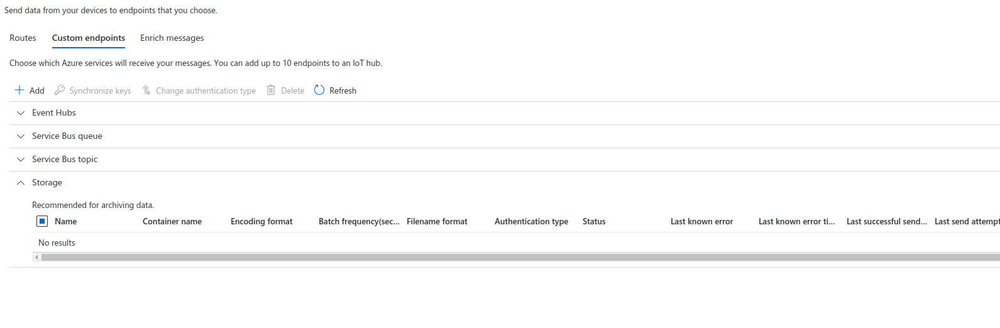 Send data from your devices to endpoints that you choose.
Routes Custom endpoints Enrich messages
Choose which Azure services will receive your messages. You can add up to 10 endpoints to an IoT hub.
Add Synchronize keys Change authentication type Delete Refresh
Event Hubs
Service Bus queue
Service Bus topic
Storage
Recommended for archiving data.
Name Container name Encoding format Batch frequency(sec... Filename format Authentication type Status Last known error Last known error ti... Last successful send... Last send attempt
No results